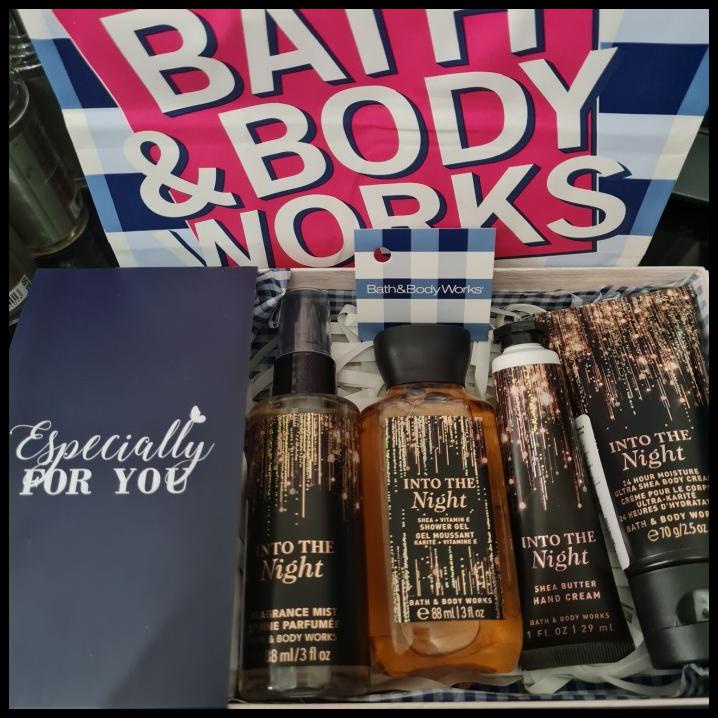 BATH
& BODY
WORKS
Bath&BodyWorks
Especially
FOR YOU
INTO THE
Night
FRAGRANCE MIST
BRUME PARFUMÉE
& BODY WORKS
88 ml/3 fl oz
INTO THE
Night
SHEA + VITAMIN E
SHOWER GEL
GEL MOUSSANT
KARITÉ + VITAMINE E
BATH & BODY WORKS
℮ 88 ml | 3 fl oz
INTO THE
Night
SHEA BUTTER
HAND CREAM
BATH & BODY WORKS
1 FL OZ | 29 mL
INTO THE
Night
24 HOUR MOISTURE
ULTRA SHEA BODY CREAM
CRÈME POUR LE CORPS
ULTRA-KARITÉ
24 HEURES D'HYDRATAT
BATH & BODY WOR
℮ 70 g/2.5 oz